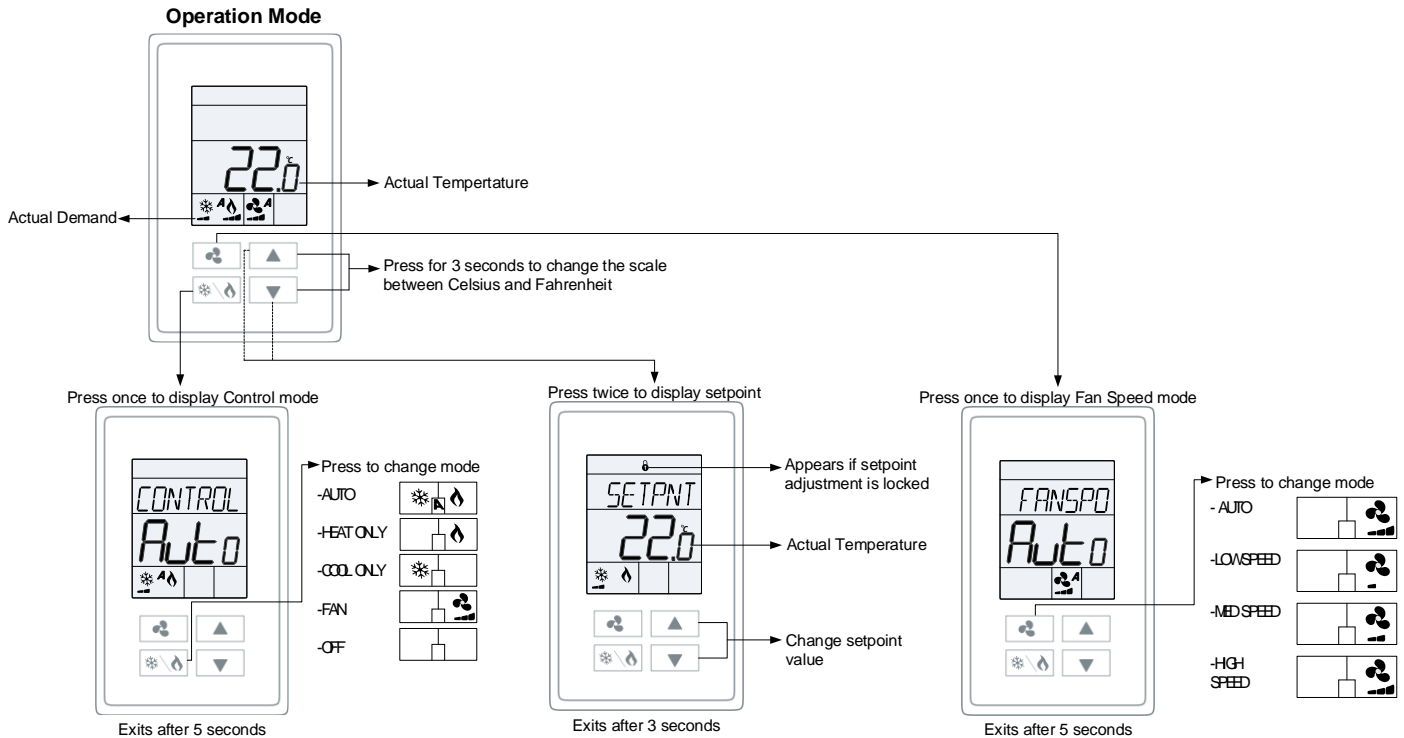 Operation Mode
22.0 °C
Actual Tempertature
Actual Demand
A A
Press for 3 seconds to change the scale
between Celsius and Fahrenheit
Press once to display Control mode
CONTROL
Auto
A
Press to change mode
-AUTO
A
-HEAT ONLY
-COOL ONLY
-FAN
-OFF
Exits after 5 seconds
Press twice to display setpoint
Appears if setpoint
adjustment is locked
SETPNT
22.0 °C
Actual Temperature
Change setpoint
value
Exits after 3 seconds
Press once to display Fan Speed mode
FANSPD
Auto
A
Press to change mode
- AUTO
-LOW SPEED
-MED SPEED
-HIGH
SPEED
Exits after 5 seconds